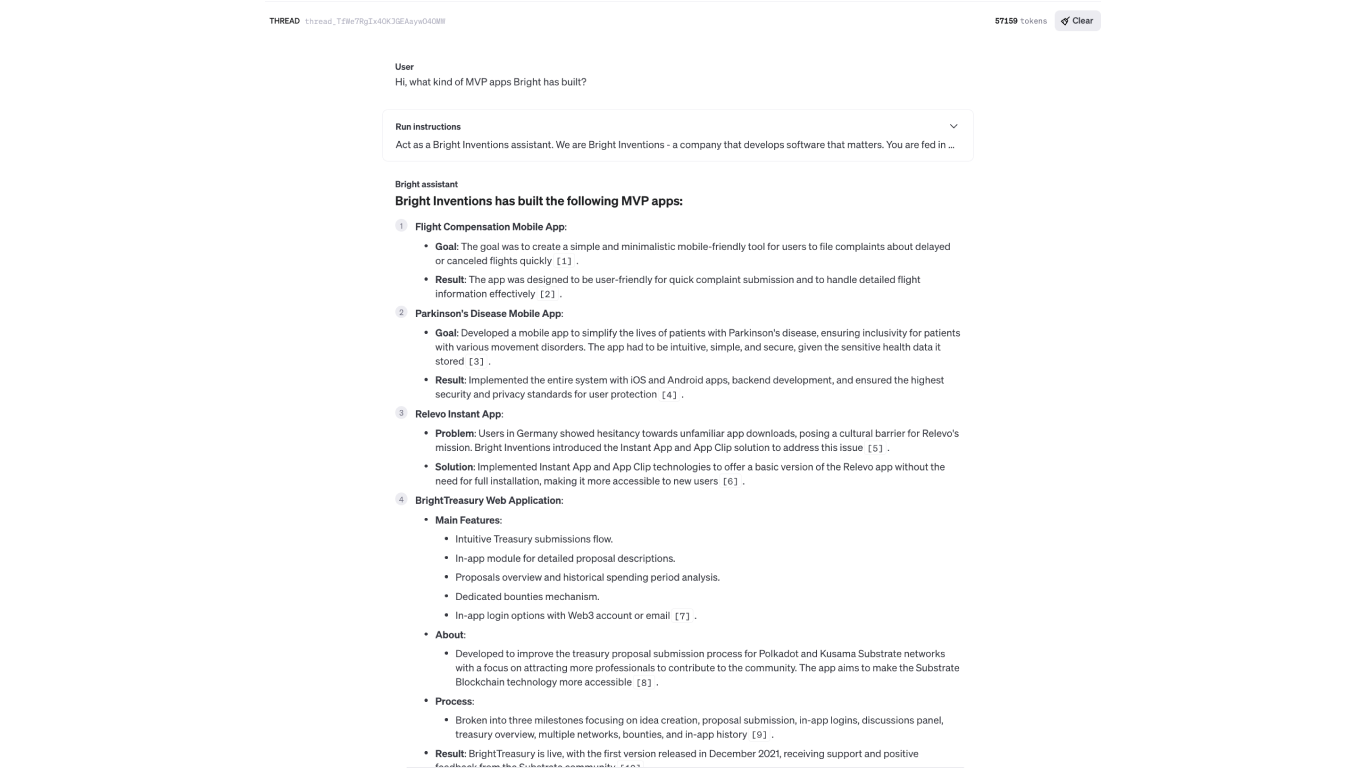 THREAD thread_TfWe7RgIx4OKJGEAaywO4OMW
57159 tokens Clear
User
Hi, what kind of MVP apps Bright has built?
Run instructions
Act as a Bright Inventions assistant. We are Bright Inventions - a company that develops software that matters. You are fed in ...
Bright assistant
Bright Inventions has built the following MVP apps:
1 Flight Compensation Mobile App:
• Goal: The goal was to create a simple and minimalistic mobile-friendly tool for users to file complaints about delayed
or canceled flights quickly [1] .
• Result: The app was designed to be user-friendly for quick complaint submission and to handle detailed flight
information effectively [2] .
2 Parkinson's Disease Mobile App:
• Goal: Developed a mobile app to simplify the lives of patients with Parkinson's disease, ensuring inclusivity for patients
with various movement disorders. The app had to be intuitive, simple, and secure, given the sensitive health data it
stored [3] .
• Result: Implemented the entire system with iOS and Android apps, backend development, and ensured the highest
security and privacy standards for user protection [4] .
3 Relevo Instant App:
• Problem: Users in Germany showed hesitancy towards unfamiliar app downloads, posing a cultural barrier for Relevo's
mission. Bright Inventions introduced the Instant App and App Clip solution to address this issue [5] .
• Solution: Implemented Instant App and App Clip technologies to offer a basic version of the Relevo app without the
need for full installation, making it more accessible to new users [6] .
4 BrightTreasury Web Application:
• Main Features:
• Intuitive Treasury submissions flow.
• In-app module for detailed proposal descriptions.
• Proposals overview and historical spending period analysis.
• Dedicated bounties mechanism.
• In-app login options with Web3 account or email [7] .
• About:
• Developed to improve the treasury proposal submission process for Polkadot and Kusama Substrate networks
with a focus on attracting more professionals to contribute to the community. The app aims to make the Substrate
Blockchain technology more accessible [8] .
• Process:
• Broken into three milestones focusing on idea creation, proposal submission, in-app logins, discussions panel,
treasury overview, multiple networks, bounties, and in-app history [9] .
• Result: BrightTreasury is live, with the first version released in December 2021, receiving support and positive
feedback from the Substrate community [10]